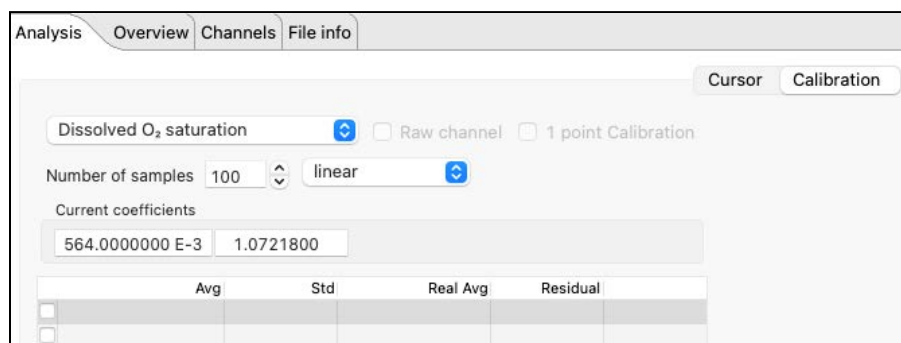 Analysis Overview Channels File info
Cursor Calibration
Dissolved O₂ saturation Raw channel 1 point Calibration
Number of samples 100 linear
Current coefficients
564.0000000 E-3 1.0721800
Avg Std Real Avg Residual